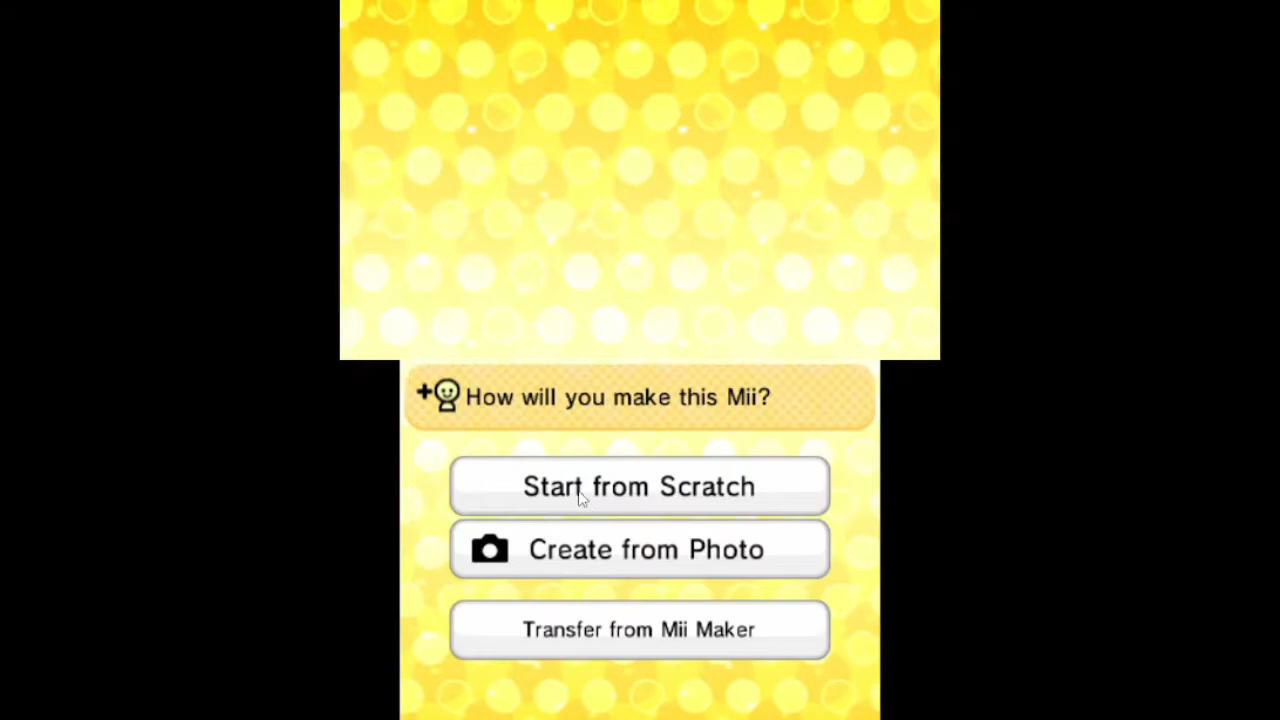 How will you make this Mii?
Start from Scratch
Create from Photo
Transfer from Mii Maker